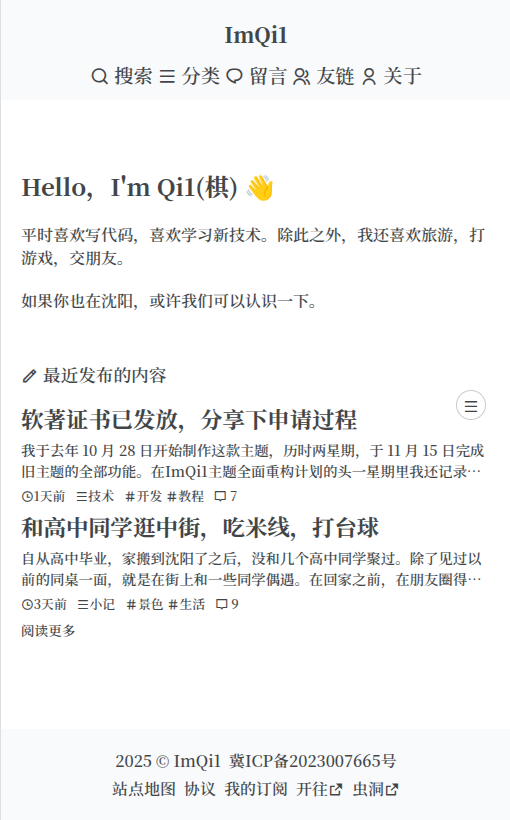 ImQi1
搜索 分类 留言 友链 关于
Hello，I'm Qi1(棋) 👋
平时喜欢写代码，喜欢学习新技术。除此之外，我还喜欢旅游，打
游戏，交朋友。
如果你也在沈阳，或许我们可以认识一下。
最近发布的内容
软著证书已发放，分享下申请过程
我于去年 10 月 28 日开始制作这款主题，历时两星期，于 11 月 15 日完成
旧主题的全部功能。在ImQi1主题全面重构计划的头一星期里我还记录…
1天前 技术 #开发 #教程 7
和高中同学逛中街，吃米线，打台球
自从高中毕业，家搬到沈阳了之后，没和几个高中同学聚过。除了见过以
前的同桌一面，就是在街上和一些同学偶遇。在回家之前，在朋友圈得…
3天前 小记 #景色 #生活 9
阅读更多
2025 © ImQi1 冀ICP备2023007665号
站点地图 协议 我的订阅 开往 虫洞